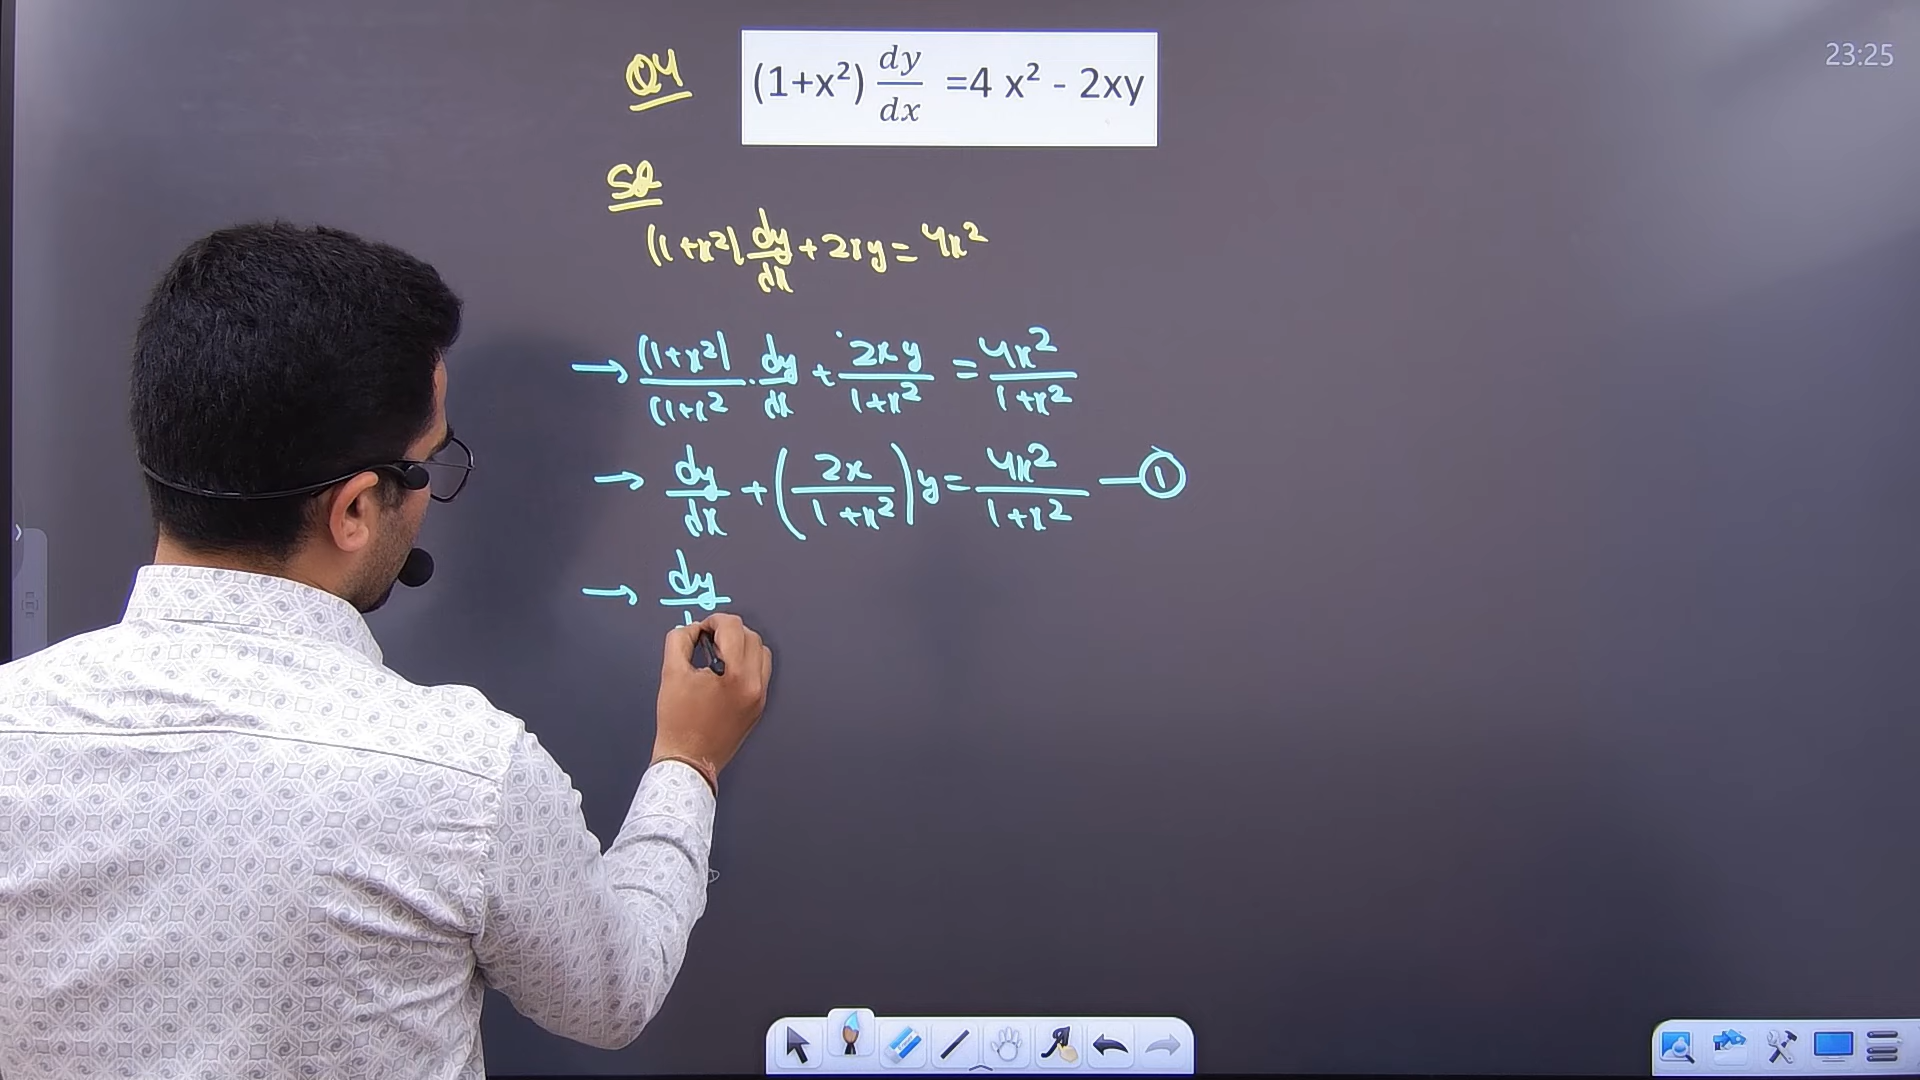 23:25
Q4 (1+x²) dy/dx =4 x² - 2xy
Sol
(1+x²) dy/dx + 2xy = 4x²
→ (1+x²)/(1+x² · dy/dx + 2xy/1+x² = 4x²/1+x²
→ dy/dx + (2x/1+x²) y = 4x²/1+x² — ①
→ dy/d